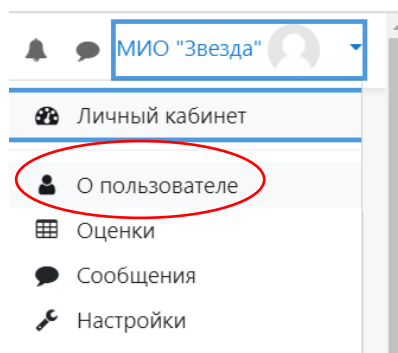 МИО "Звезда"
Личный кабинет
О пользователе
Оценки
Сообщения
Настройки